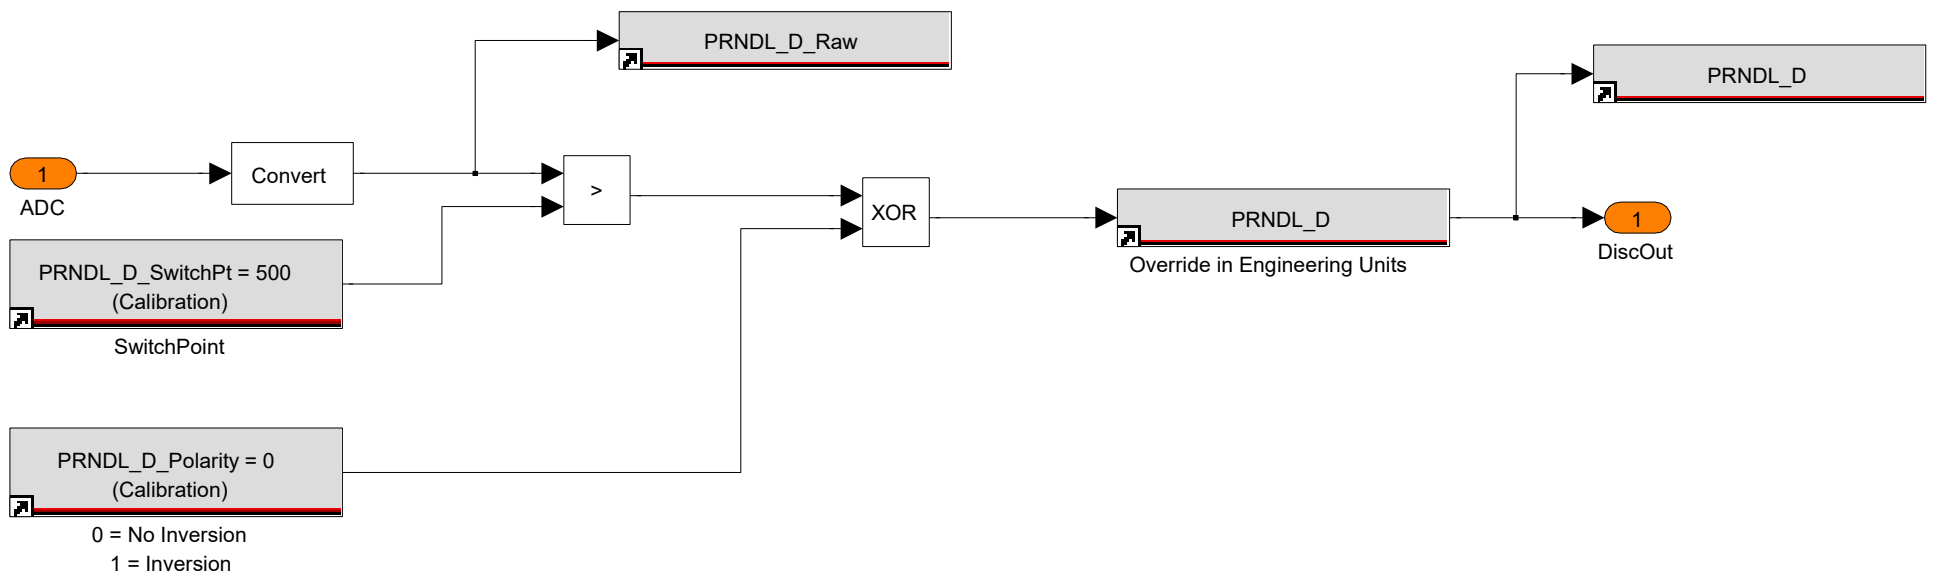 PRNDL_D_Raw
PRNDL_D
1
ADC
Convert
>
XOR
PRNDL_D
Override in Engineering Units
1
DiscOut
PRNDL_D_SwitchPt = 500
(Calibration)
SwitchPoint
PRNDL_D_Polarity = 0
(Calibration)
0 = No Inversion
1 = Inversion